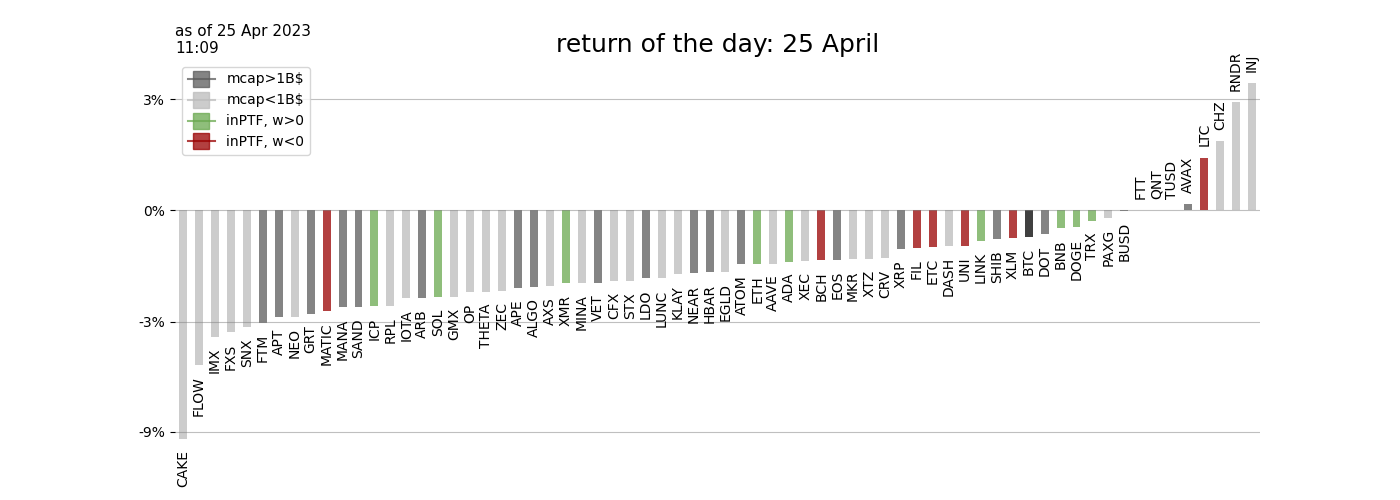 as of 25 Apr 2023
11:09
return of the day: 25 April
mcap>1B$
mcap<1B$
inPTF, w>0
inPTF, w<0
3%
0%
-3%
-9%
CAKE
FLOW
IMX
FXS
SNX
FTM
APT
NEO
GRT
MATIC
MANA
SAND
ICP
RPL
IOTA
ARB
SOL
GMX
OP
THETA
ZEC
APE
ALGO
AXS
XMR
MINA
VET
CFX
STX
LDO
LUNC
KLAY
NEAR
HBAR
EGLD
ATOM
ETH
AAVE
ADA
XEC
BCH
EOS
MKR
XTZ
CRV
XRP
FIL
ETC
DASH
UNI
LINK
SHIB
XLM
BTC
DOT
BNB
DOGE
TRX
PAXG
BUSD
FTT
QNT
TUSD
AVAX
LTC
CHZ
RNDR
INJ